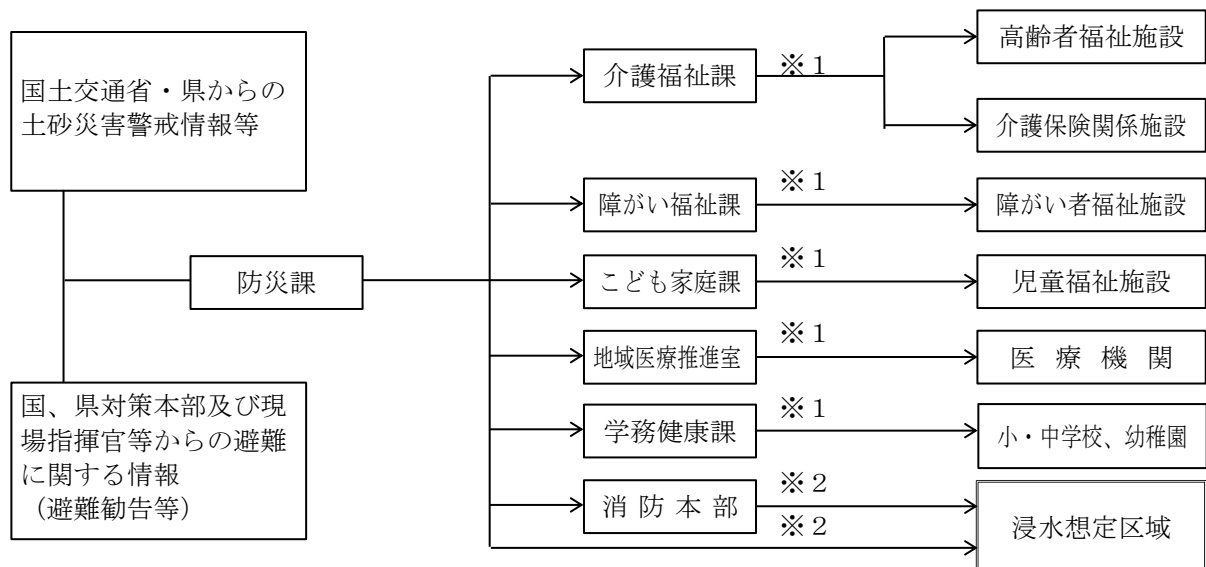 国土交通省・県からの
土砂災害警戒情報等
国、県対策本部及び現
場指揮官等からの避難
に関する情報
（避難勧告等）
防災課
介護福祉課
※１
高齢者福祉施設
介護保険関係施設
障がい福祉課
※１
障がい者福祉施設
こども家庭課
※１
児童福祉施設
地域医療推進室
※１
医療機関
学務健康課
※１
小・中学校、幼稚園
消防本部
※２
※２
浸水想定区域